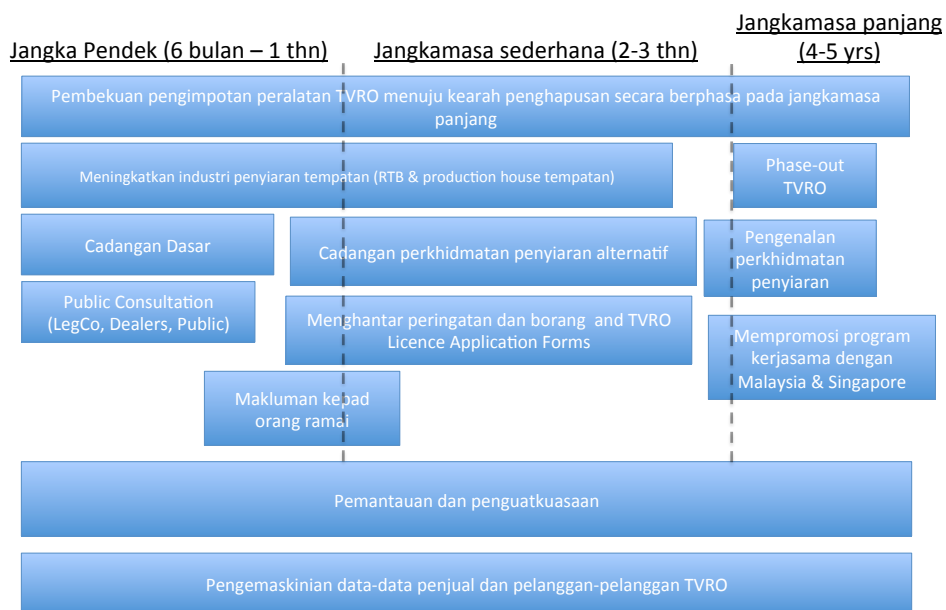 Jangka Pendek (6 bulan – 1 thn)
Jangkamasa sederhana (2-3 thn)
Jangkamasa panjang
(4-5 yrs)
Pembekuan pengimpotan peralatan TVRO menuju kearah penghapusan secara berphasa pada jangkamasa
panjang
Meningkatkan industri penyiaran tempatan (RTB & production house tempatan)
Phase-out
TVRO
Cadangan Dasar
Cadangan perkhidmatan penyiaran alternatif
Pengenalan
perkhidmatan
penyiaran
Public Consultation
(LegCo, Dealers, Public)
Menghantar peringatan dan borang  and TVRO
Licence Application Forms
Mempromosi program
kerjasama dengan
Malaysia & Singapore
Makluman kepad
orang ramai
Pemantauan dan penguatkuasaan
Pengemaskinian data-data penjual dan pelanggan-pelanggan TVRO